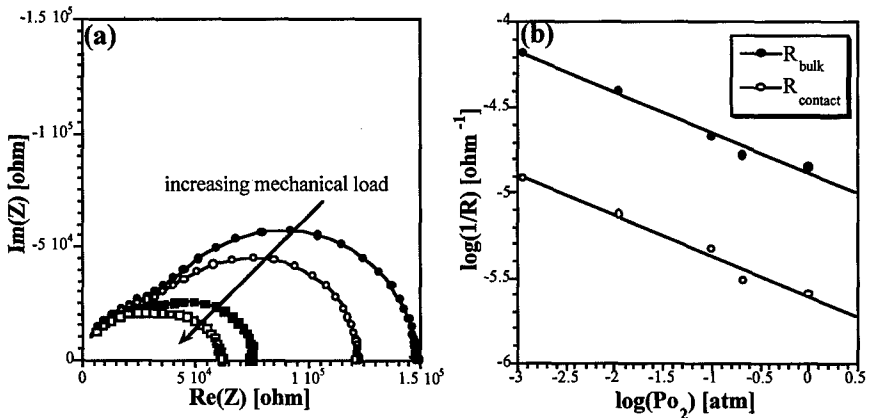 (a)
-1.5 10⁵
-1 10⁵
-5 10⁴
0
Im(Z) [ohm]
increasing mechanical load
0
5 10⁴
1 10⁵
1.5 10⁵
Re(Z) [ohm]
(b)
-4
-4.5
-5
-5.5
-6
log(1/R) [ohm⁻¹]
R bulk
R contact
-3
-2.5
-2
-1.5
-1
-0.5
0
0.5
log(Po₂) [atm]